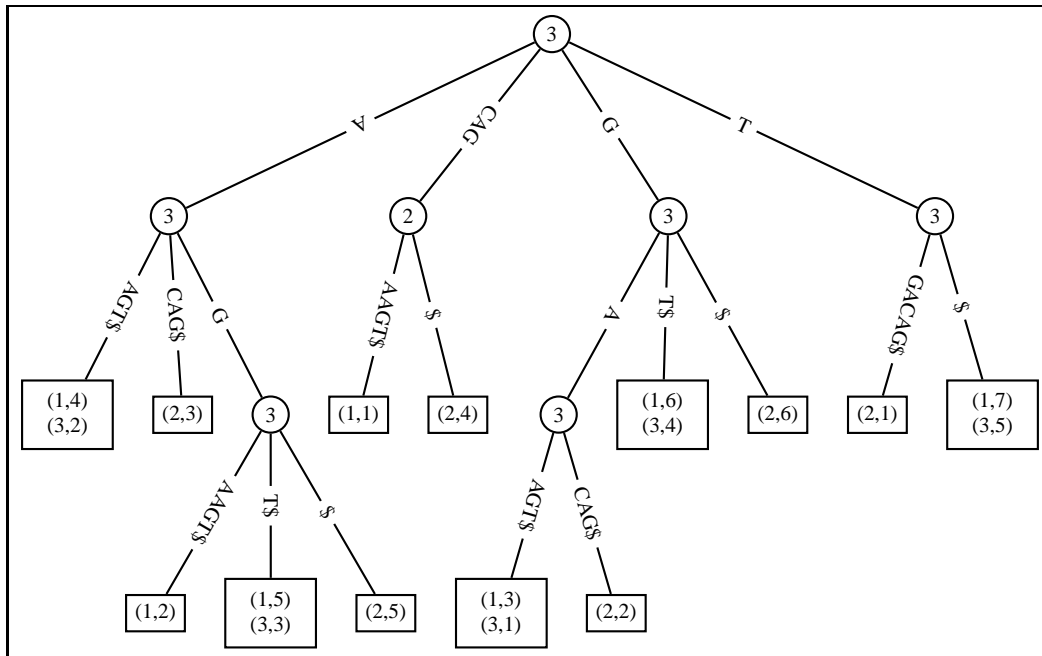 3
A
CAG
G
T
3
2
3
3
AGT$
CAG$
G
AAGT$
$
A
T$
$
GACAG$
$
(1,4)
(3,2)
(2,3)
3
(1,1)
(2,4)
3
(1,6)
(3,4)
(2,6)
(2,1)
(1,7)
(3,5)
AAGT$
T$
$
AGT$
CAG$
(1,2)
(1,5)
(3,3)
(2,5)
(1,3)
(3,1)
(2,2)